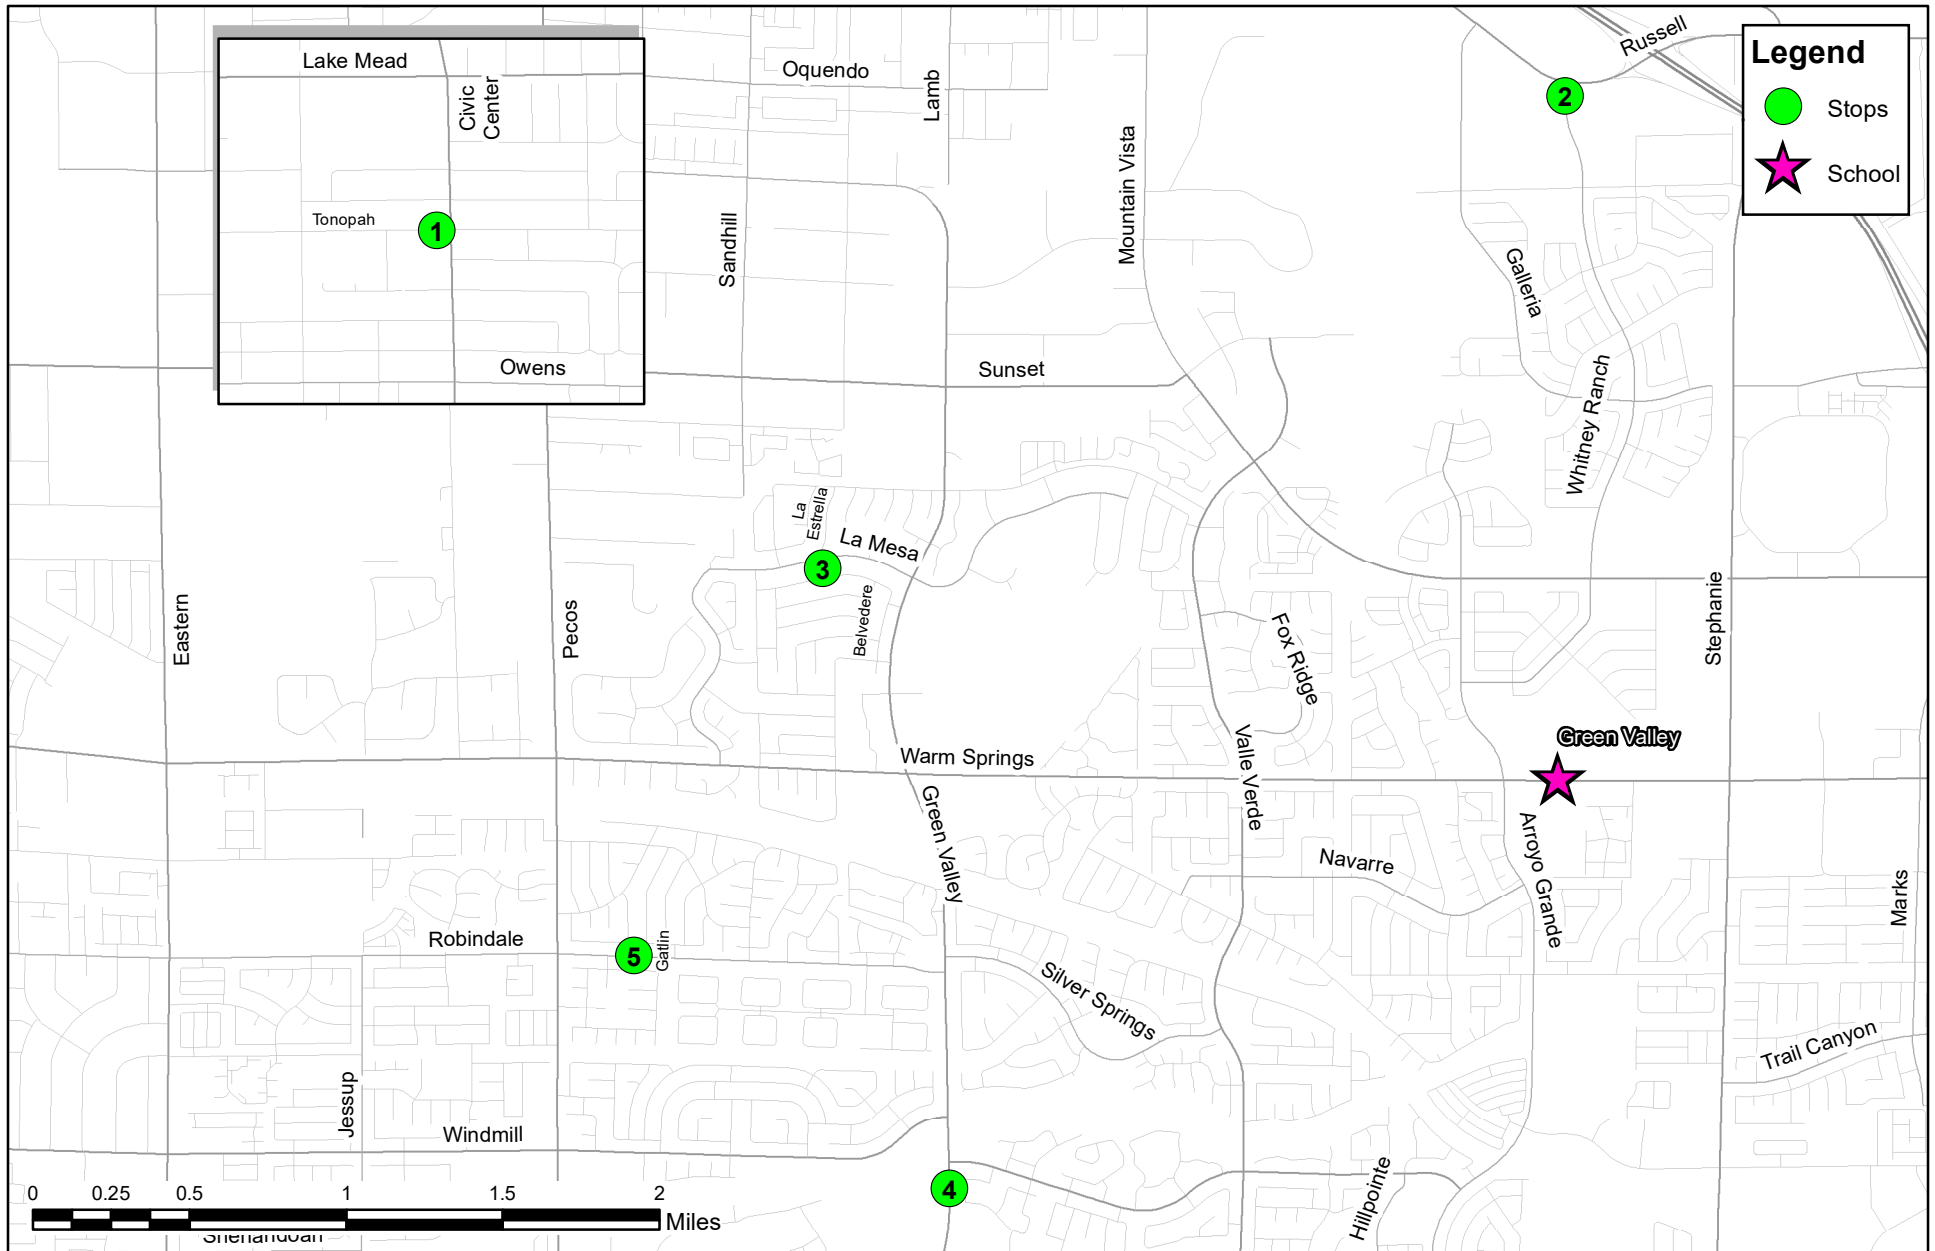 Lake Mead
Civic
Center
Tonopah
1
Owens
Oquendo
Lamb
Sandhill
Mountain Vista
Russell
2
Legend
Stops
School
Galleria
Whitney Ranch
Sunset
La
Estrella
La Mesa
3
Belvedere
Eastern
Pecos
Fox Ridge
Stephanie
Green Valley
Warm Springs
Valle Verde
Green Valley
Arroyo Grande
Navarre
Marks
Robindale
5
Gatlin
Silver Springs
Trail Canyon
Jessup
Windmill
4
Hillpointe
0 0.25 0.5 1 1.5 2
Miles
Shenandoah